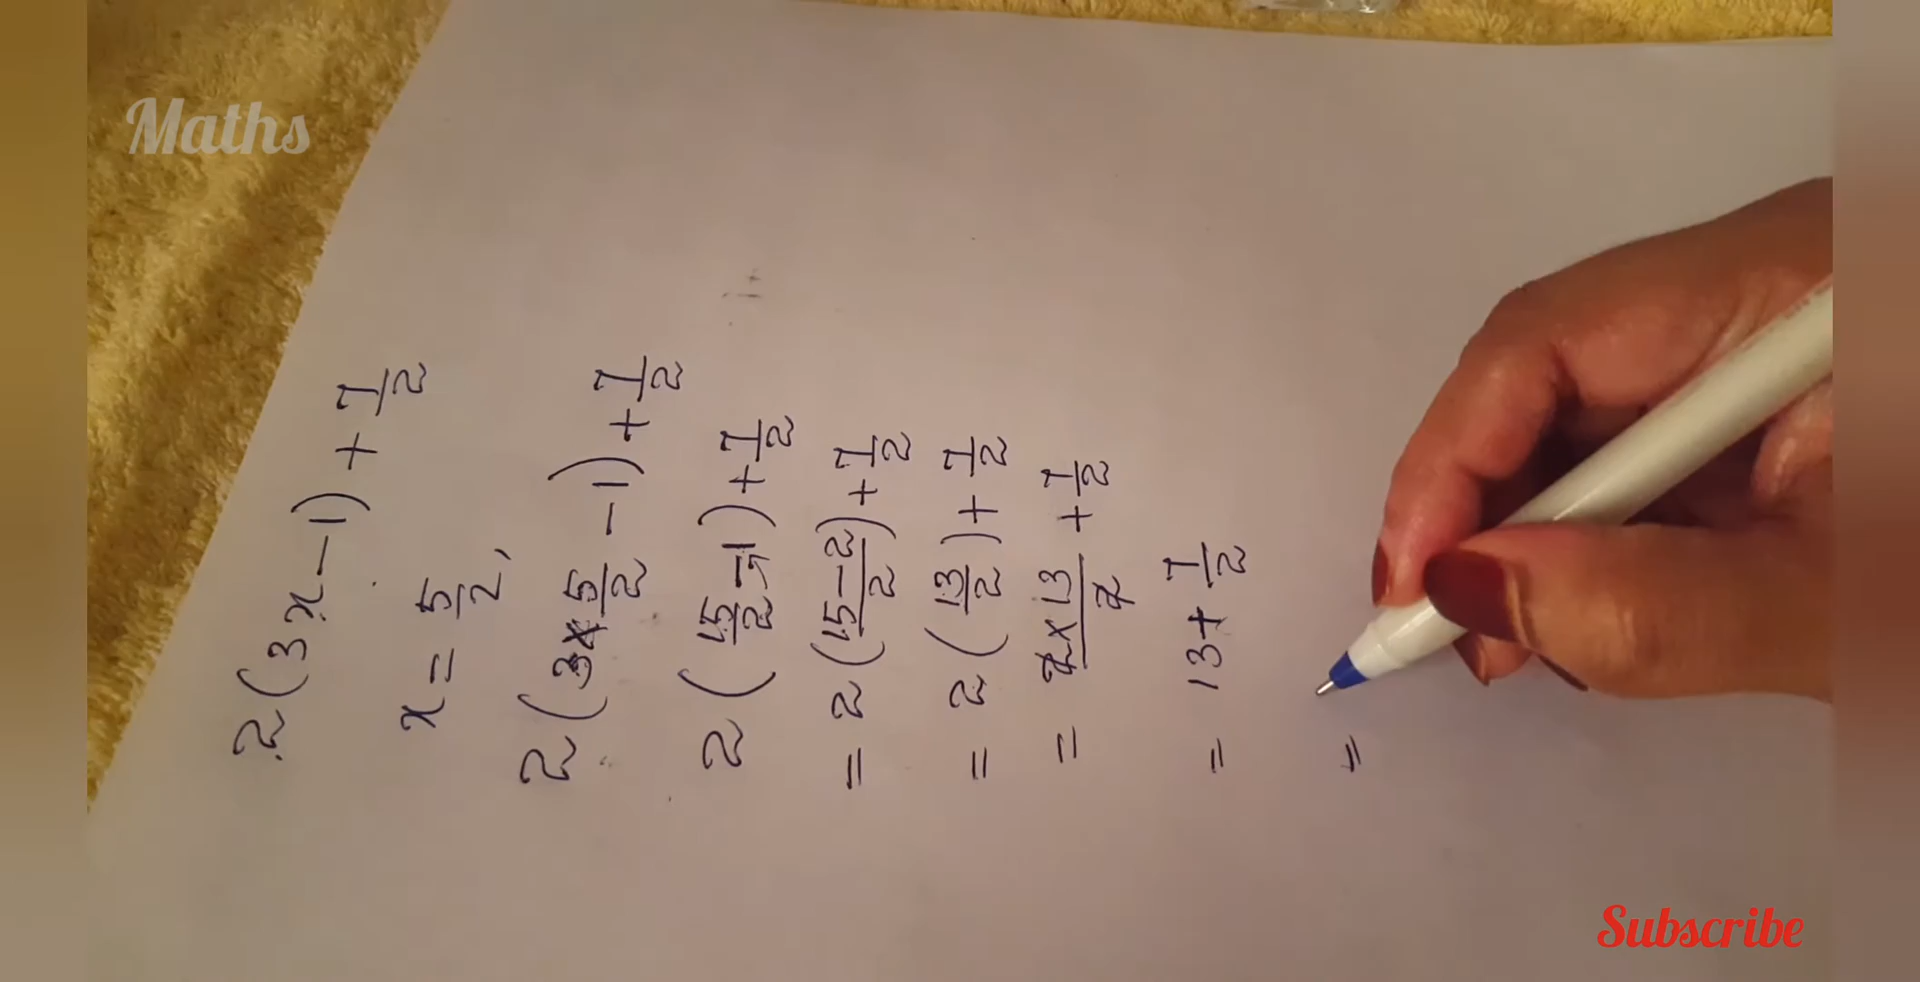 Maths
2(3x-1) + 7/2
x = 5/2,
2(3×5/2 -1) + 7/2
2(15/2 - 1) + 7/2
= 2(15-2/2) + 7/2
= 2(13/2) + 7/2
= 2×13/2 + 7/2
= 13 + 7/2
=
Subscribe